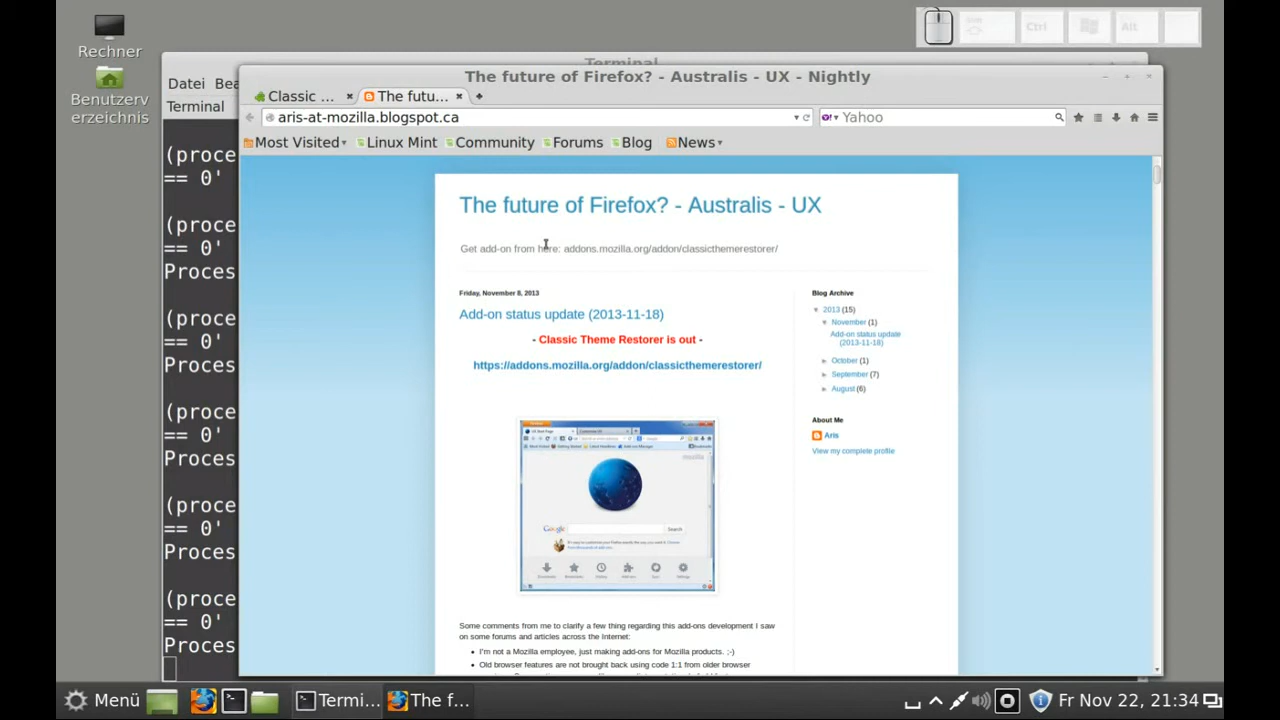 Rechner
Benutzerv
erzeichnis
Ctrl
Alt
Terminal
Datei Bea
Terminal
(proce
== 0'
(proce
== 0'
Proces
(proce
== 0'
Proces
(proce
== 0'
Proces
(proce
== 0'
Proces
(proce
== 0'
Proces
The future of Firefox? - Australis - UX - Nightly
Classic ...
The futu...
aris-at-mozilla.blogspot.ca
Yahoo
Most Visited
Linux Mint
Community
Forums
Blog
News
The future of Firefox? - Australis - UX
Get add-on from here: addons.mozilla.org/addon/classicthemerestorer/
Friday, November 8, 2013
Add-on status update (2013-11-18)
- Classic Theme Restorer is out -
https://addons.mozilla.org/addon/classicthemerestorer/
Google
Search
Some comments from me to clarify a few thing regarding this add-ons development I saw
on some forums and articles across the Internet:
• I'm not a Mozilla employee, just making add-ons for Mozilla products. ;-)
• Old browser features are not brought back using code 1:1 from older browser
Blog Archive
▼ 2013 (15)
▼ November (1)
Add-on status update
(2013-11-18)
► October (1)
► September (7)
► August (6)
About Me
Aris
View my complete profile
Menü
Termi...
The f...
Fr Nov 22, 21:34